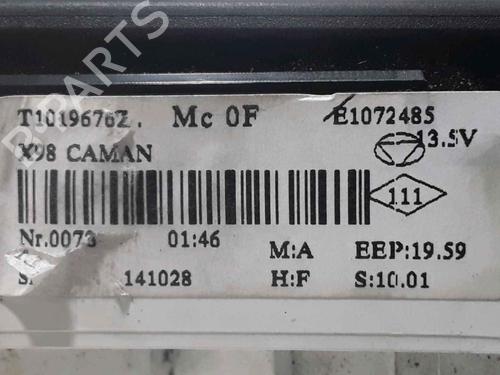 B PARTS
T1019676Z. Mc 0F E1072485
X98 CAMAN 13.5V
111
Nr.0073 01:46
M:A EEP:19.59
141028 H:F S:10.01